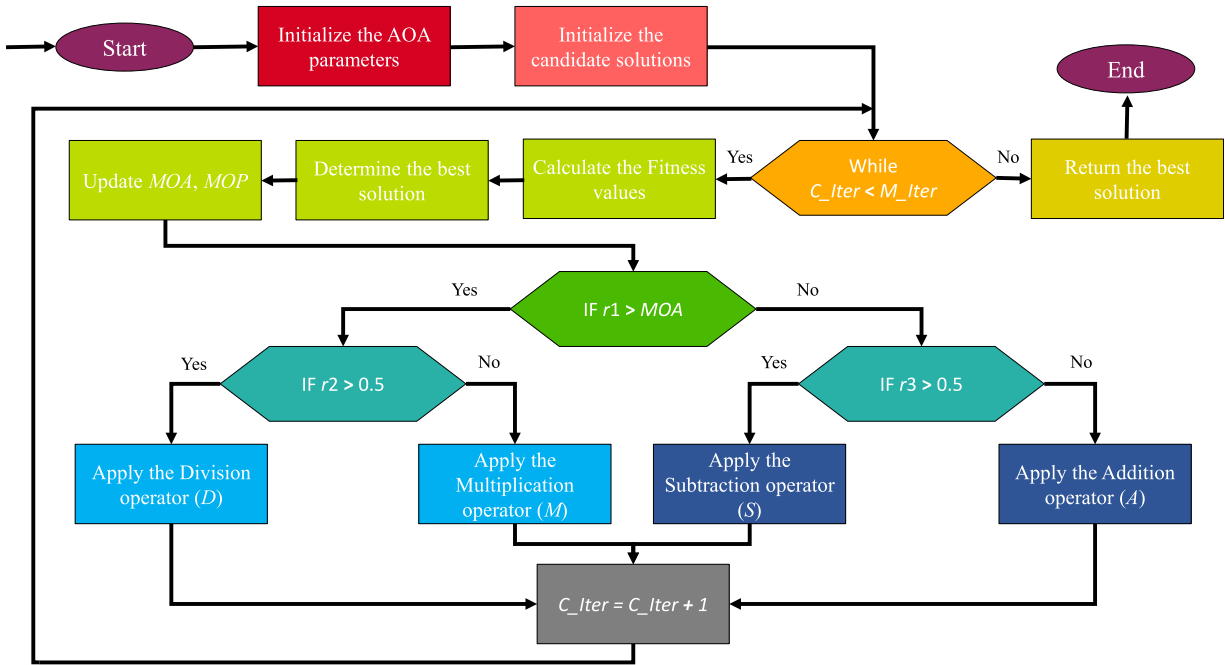 Start
Initialize the AOA
parameters
Initialize the
candidate solutions
End
Update MOA, MOP
Determine the best
solution
Calculate the Fitness
values
Yes
While
C_Iter < M_Iter
No
Return the best
solution
Yes
IF r1 > MOA
No
Yes
IF r2 > 0.5
No
Yes
IF r3 > 0.5
No
Apply the Division
operator (D)
Apply the
Multiplication
operator (M)
Apply the
Subtraction operator
(S)
Apply the Addition
operator (A)
C_Iter = C_Iter + 1